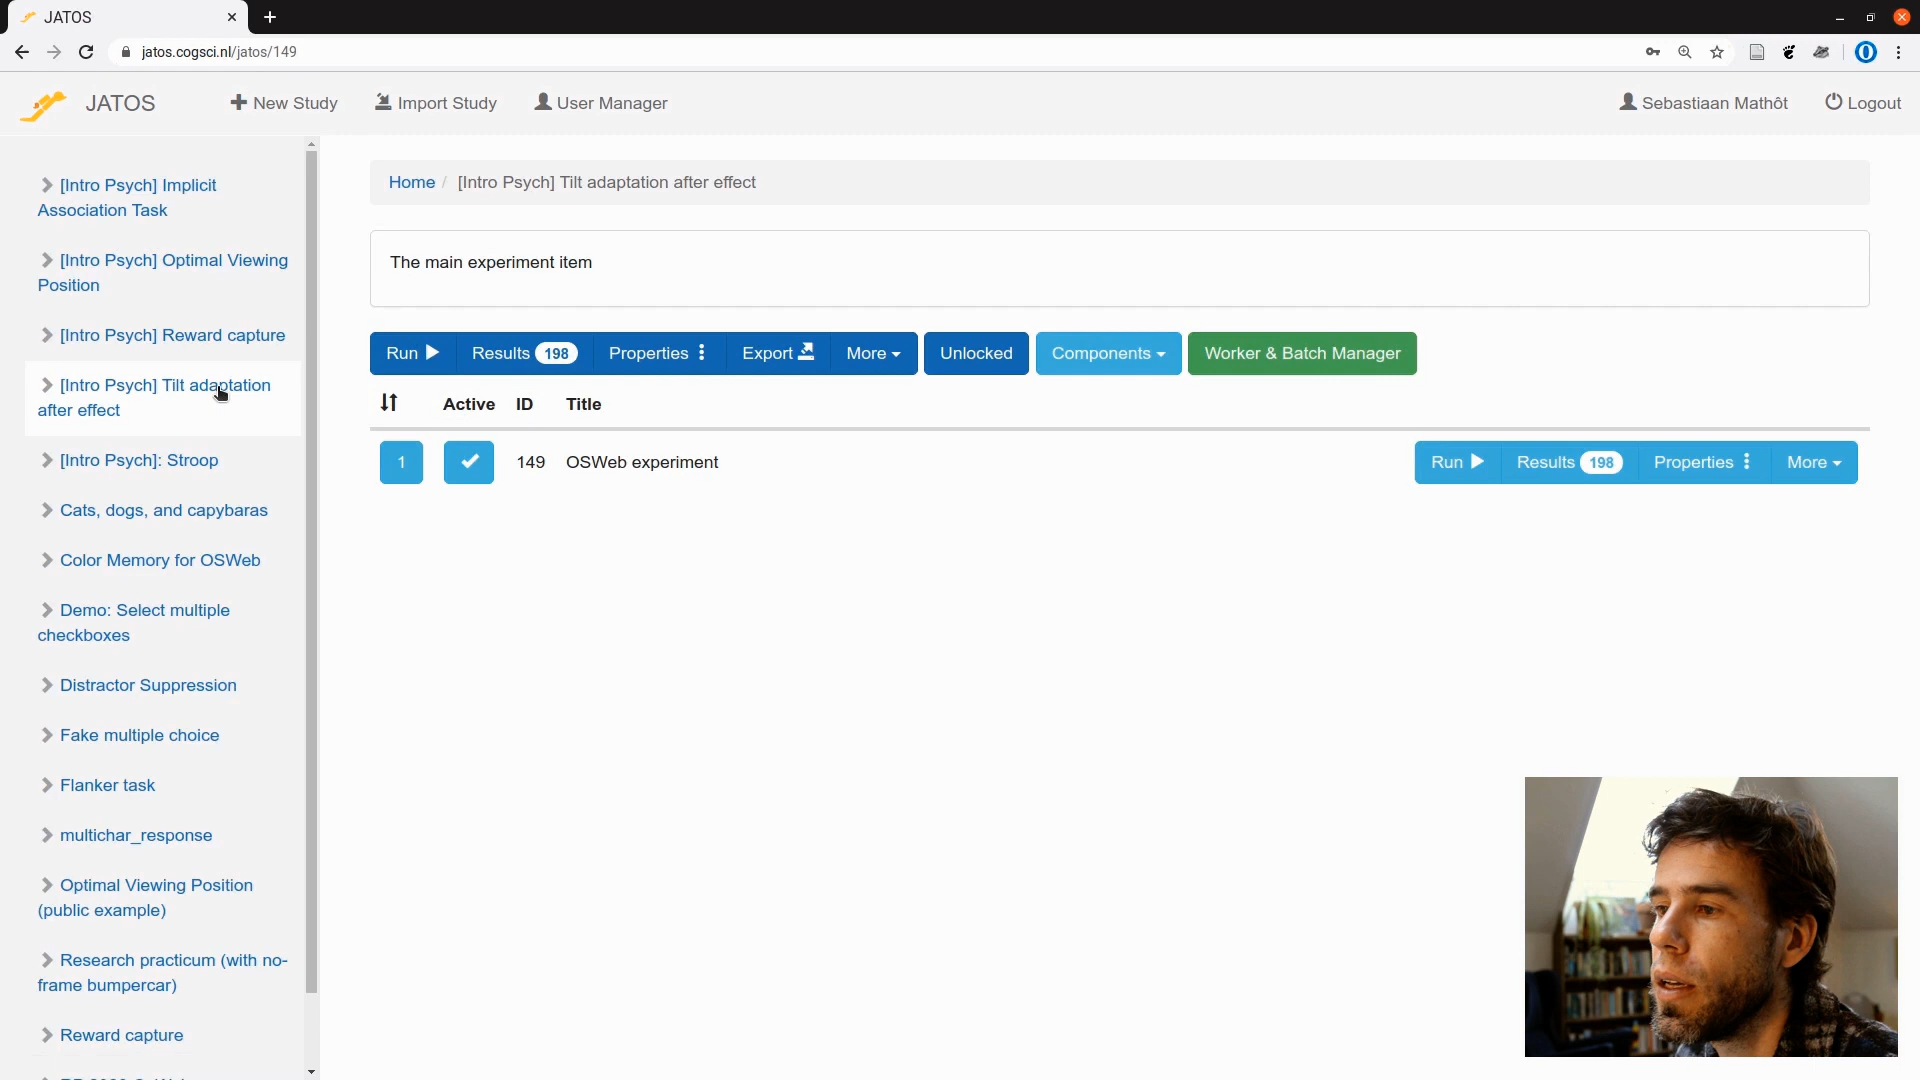 JATOS
jatos.cogsci.nl/jatos/149
JATOS
New Study
Import Study
User Manager
Sebastiaan Mathôt
Logout
[Intro Psych] Implicit
Association Task
[Intro Psych] Optimal Viewing
Position
[Intro Psych] Reward capture
[Intro Psych] Tilt adaptation
after effect
[Intro Psych]: Stroop
Cats, dogs, and capybaras
Color Memory for OSWeb
Demo: Select multiple
checkboxes
Distractor Suppression
Fake multiple choice
Flanker task
multichar_response
Optimal Viewing Position
(public example)
Research practicum (with no-
frame bumpercar)
Reward capture
Home / [Intro Psych] Tilt adaptation after effect
The main experiment item
Run Results 198 Properties Export More Unlocked Components Worker & Batch Manager
Active ID Title
1 149 OSWeb experiment Run Results 198 Properties More